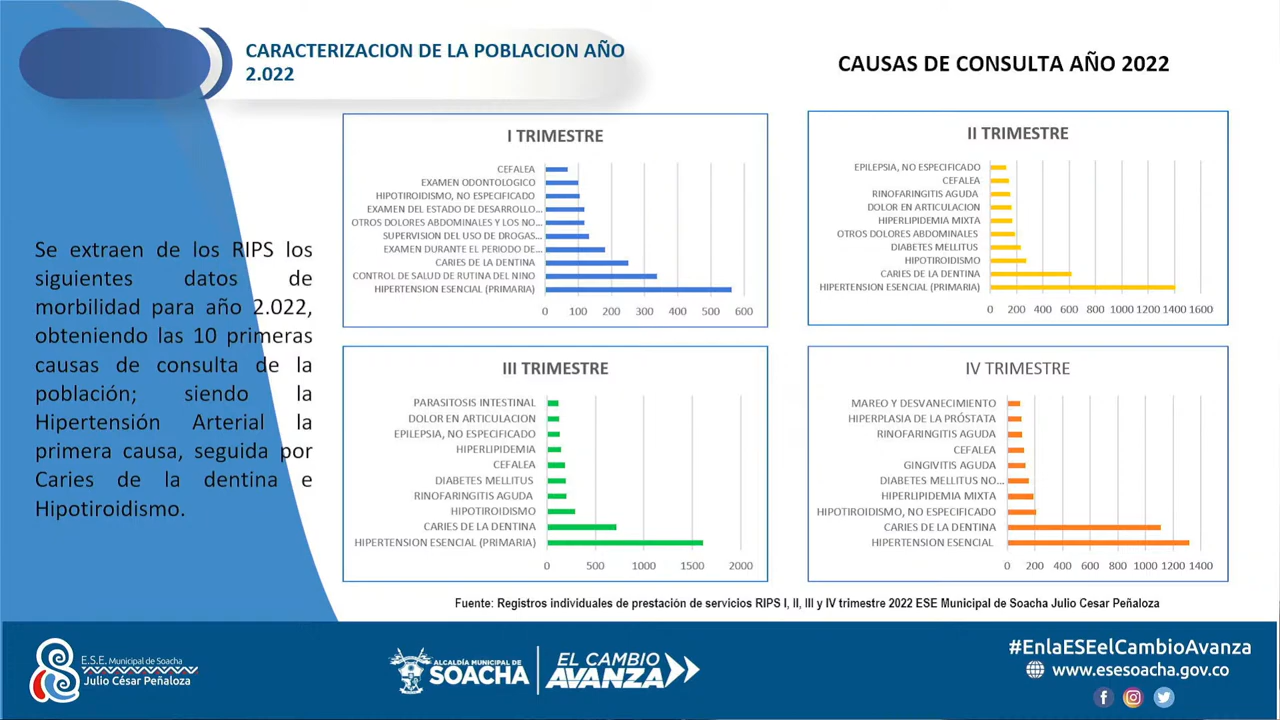 CARACTERIZACION DE LA POBLACION AÑO
2.022
CAUSAS DE CONSULTA AÑO 2022
Se extraen de los RIPS los
siguientes datos de
morbilidad para año 2.022,
obteniendo las 10 primeras
causas de consulta de la
población; siendo la
Hipertensión Arterial la
primera causa, seguida por
Caries de la dentina e
Hipotiroidismo.
I TRIMESTRE
CEFALEA
EXAMEN ODONTOLOGICO
HIPOTIROIDISMO, NO ESPECIFICADO
EXAMEN DEL ESTADO DE DESARROLLO...
OTROS DOLORES ABDOMINALES Y LOS NO...
SUPERVISION DEL USO DE DROGAS...
EXAMEN DURANTE EL PERIODO DE...
CARIES DE LA DENTINA
CONTROL DE SALUD DE RUTINA DEL NINO
HIPERTENSION ESENCIAL (PRIMARIA)
0 100 200 300 400 500 600
II TRIMESTRE
EPILEPSIA, NO ESPECIFICADO
CEFALEA
RINOFARINGITIS AGUDA
DOLOR EN ARTICULACION
HIPERLIPIDEMIA MIXTA
OTROS DOLORES ABDOMINALES
DIABETES MELLITUS
HIPOTIROIDISMO
CARIES DE LA DENTINA
HIPERTENSION ESENCIAL (PRIMARIA)
0 200 400 600 800 1000 1200 1400 1600
III TRIMESTRE
PARASITOSIS INTESTINAL
DOLOR EN ARTICULACION
EPILEPSIA, NO ESPECIFICADO
HIPERLIPIDEMIA
CEFALEA
DIABETES MELLITUS
RINOFARINGITIS AGUDA
HIPOTIROIDISMO
CARIES DE LA DENTINA
HIPERTENSION ESENCIAL (PRIMARIA)
0 500 1000 1500 2000
IV TRIMESTRE
MAREO Y DESVANECIMIENTO
HIPERPLASIA DE LA PRÓSTATA
RINOFARINGITIS AGUDA
CEFALEA
GINGIVITIS AGUDA
DIABETES MELLITUS NO...
HIPERLIPIDEMIA MIXTA
HIPOTIROIDISMO, NO ESPECIFICADO
CARIES DE LA DENTINA
HIPERTENSION ESENCIAL
0 200 400 600 800 1000 1200 1400
Fuente: Registros individuales de prestación de servicios RIPS I, II, III y IV trimestre 2022 ESE Municipal de Soacha Julio Cesar Peñaloza
E.S.E. Municipal de Soacha
Julio César Peñaloza
ALCALDÍA MUNICIPAL DE
SOACHA
EL CAMBIO
AVANZA
#EnlaESEelCambioAvanza
www.esesoacha.gov.co